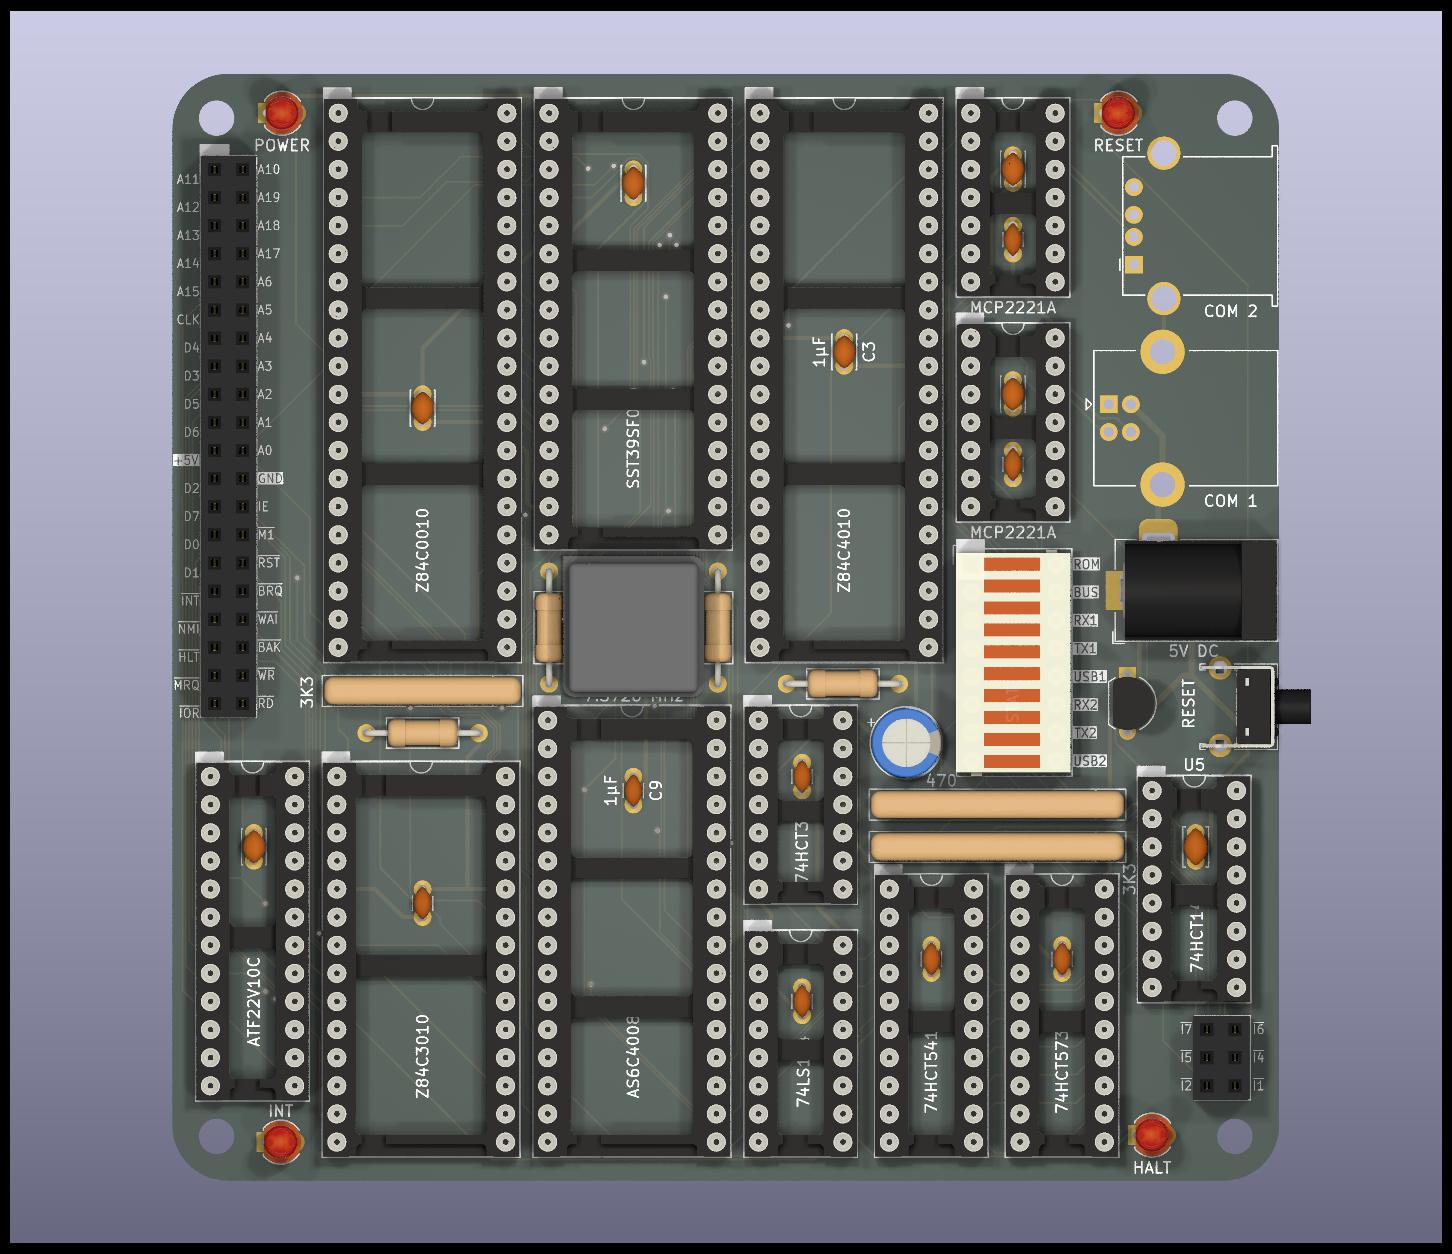 POWER
RESET
A11
A12
A13
A14
A15
CLK
D4
D3
D5
D6
+5V
D2
D7
D0
D1
INT
NMI
HLT
MRQ
IOR
A10
A19
A18
A17
A6
A5
A4
A3
A2
A1
A0
GND
IE
M1
RST
BRQ
WAI
BAK
WR
RD
Z84C0010
SST39SF0
1µF
C3
Z84C4010
MCP2221A
MCP2221A
COM 2
COM 1
5V DC
RESET
ROM
BUS
RX1
TX1
USB1
RX2
TX2
USB2
3K3
470
U5
3K3
1µF
C9
ATF22V10C
Z84C3010
AS6C4008
74HCT3
74LS1
74HCT541
74HCT573
74HCT14
I7
I6
I5
I4
I2
I1
INT
HALT